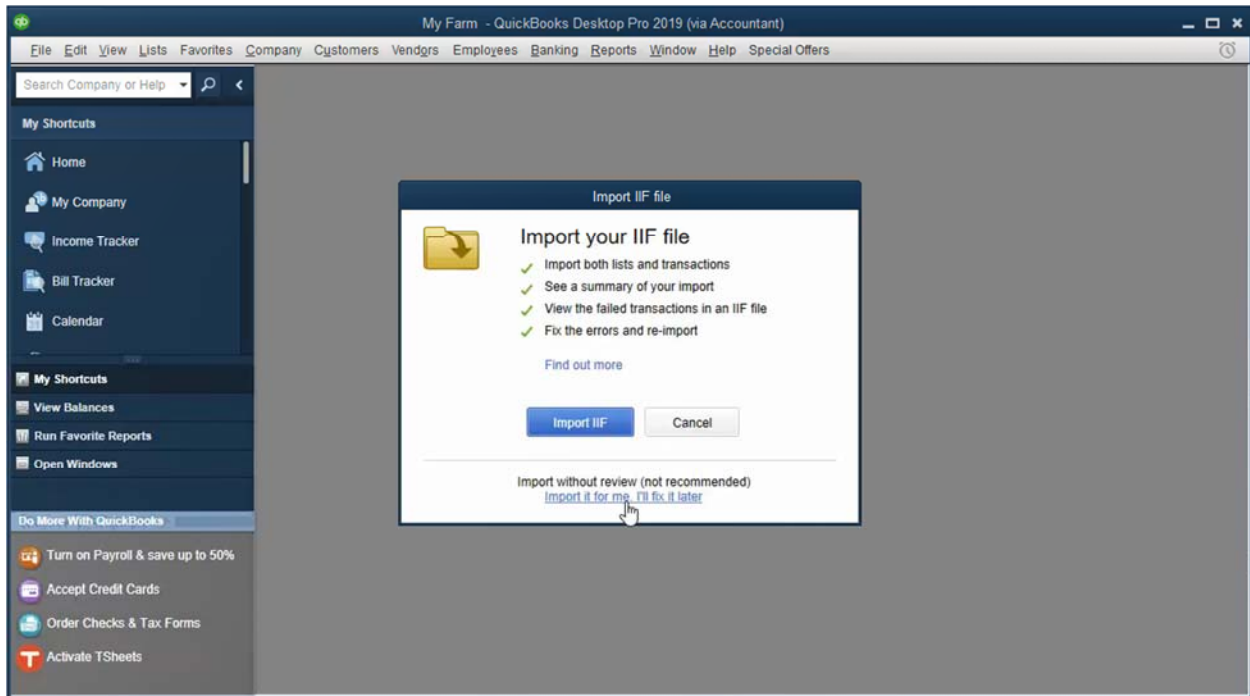 qb
My Farm - QuickBooks Desktop Pro 2019 (via Accountant)
File Edit View Lists Favorites Company Customers Vendors Employees Banking Reports Window Help Special Offers
Search Company or Help
My Shortcuts
Home
My Company
Income Tracker
Bill Tracker
Calendar
My Shortcuts
View Balances
Run Favorite Reports
Open Windows
Do More With QuickBooks
Turn on Payroll & save up to 50%
Accept Credit Cards
Order Checks & Tax Forms
Activate TSheets
Import IIF file
Import your IIF file
Import both lists and transactions
See a summary of your import
View the failed transactions in an IIF file
Fix the errors and re-import
Find out more
Import IIF Cancel
Import without review (not recommended)
Import it for me, I'll fix it later